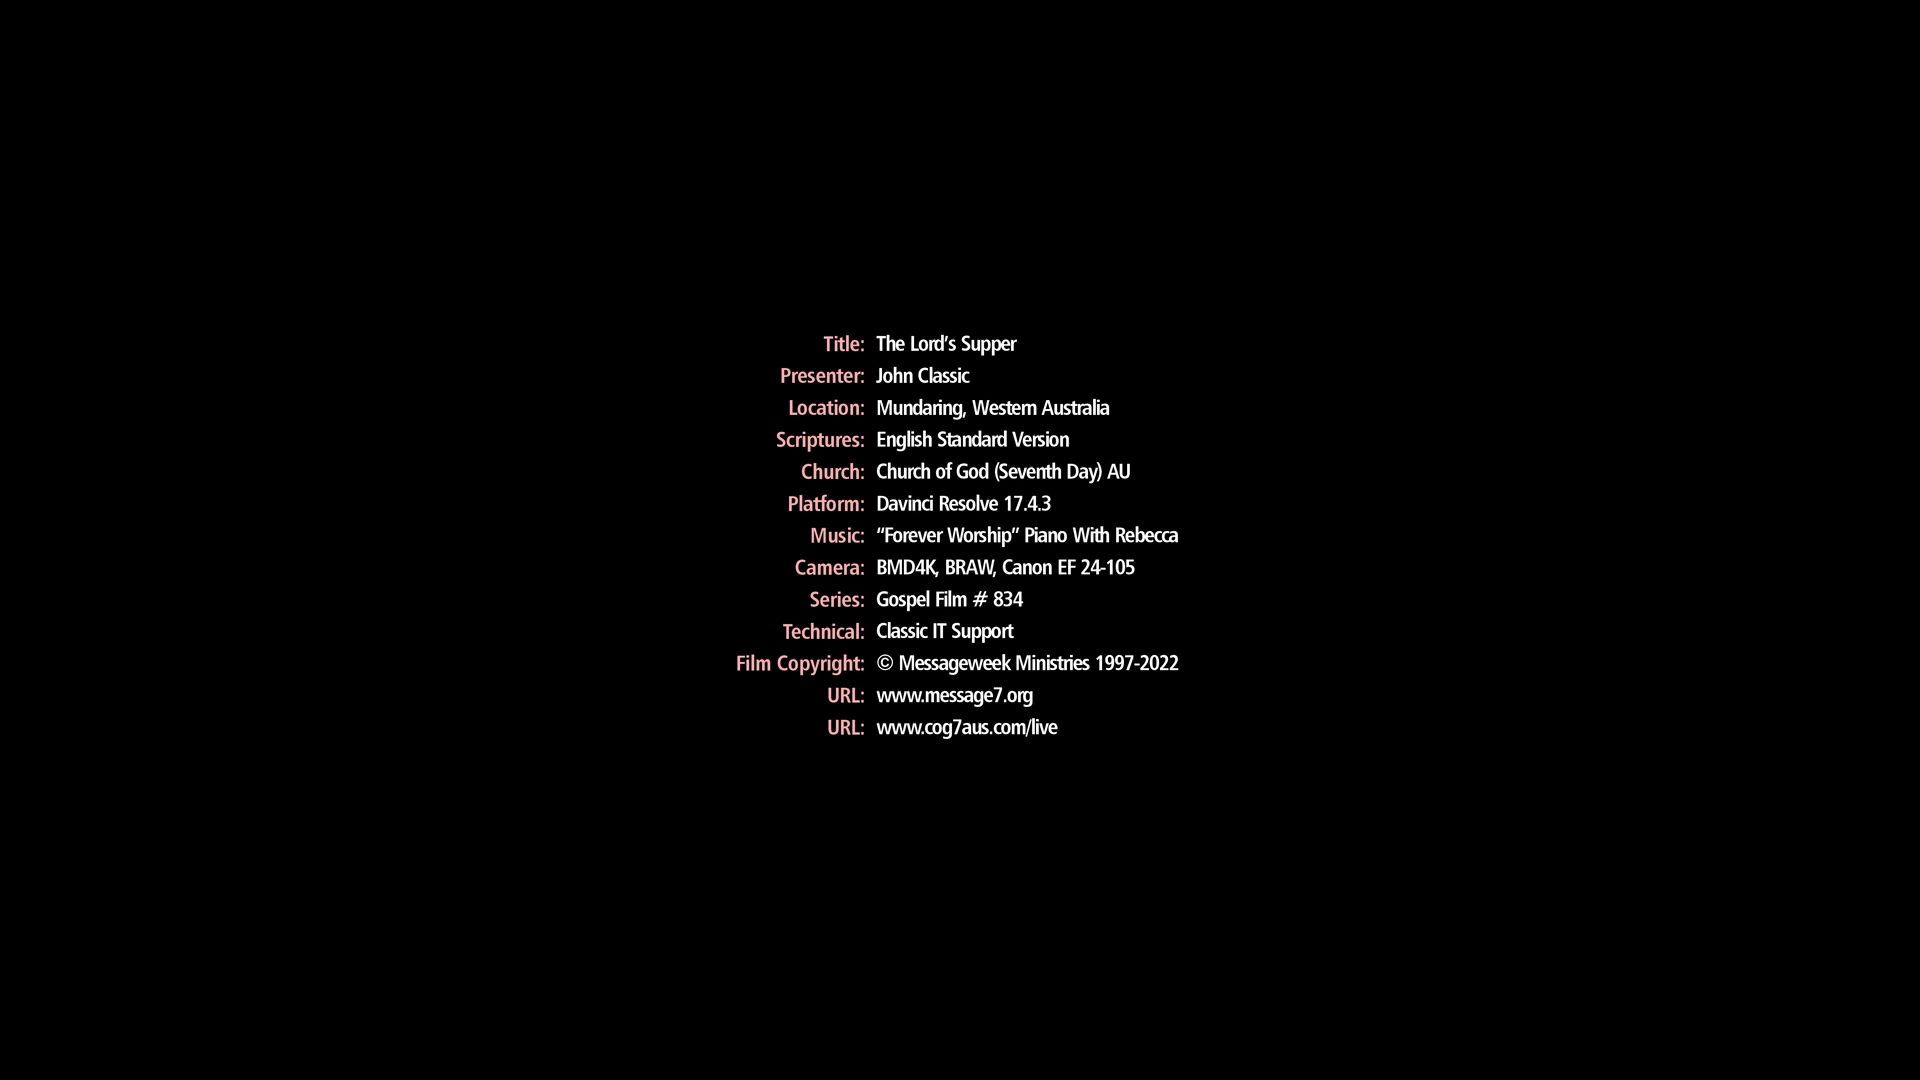 Title: The Lord’s Supper
Presenter: John Classic
Location: Mundaring, Western Australia
Scriptures: English Standard Version
Church: Church of God (Seventh Day) AU
Platform: Davinci Resolve 17.4.3
Music: “Forever Worship” Piano With Rebecca
Camera: BMD4K, BRAW, Canon EF 24-105
Series: Gospel Film # 834
Technical: Classic IT Support
Film Copyright: © Messageweek Ministries 1997-2022
URL: www.message7.org
URL: www.cog7aus.com/live